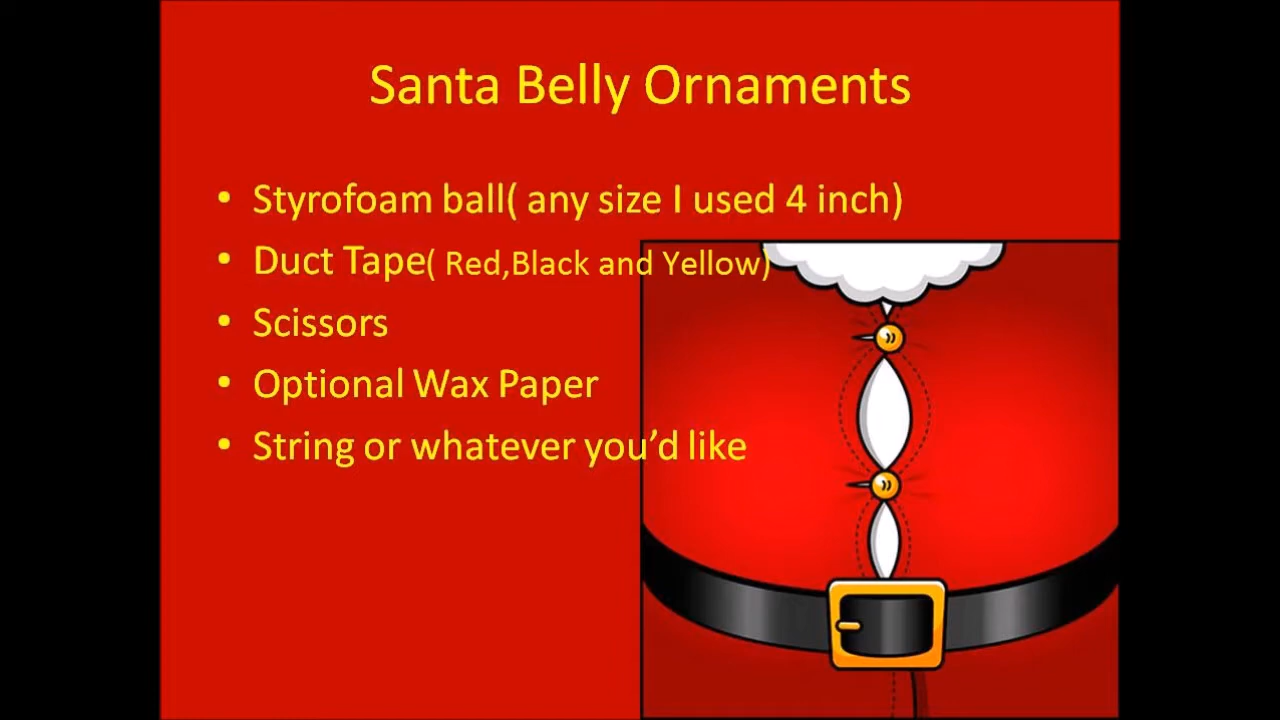 Santa Belly Ornaments
• Styrofoam ball( any size I used 4 inch)
• Duct Tape( Red,Black and Yellow)
• Scissors
• Optional Wax Paper
• String or whatever you’d like